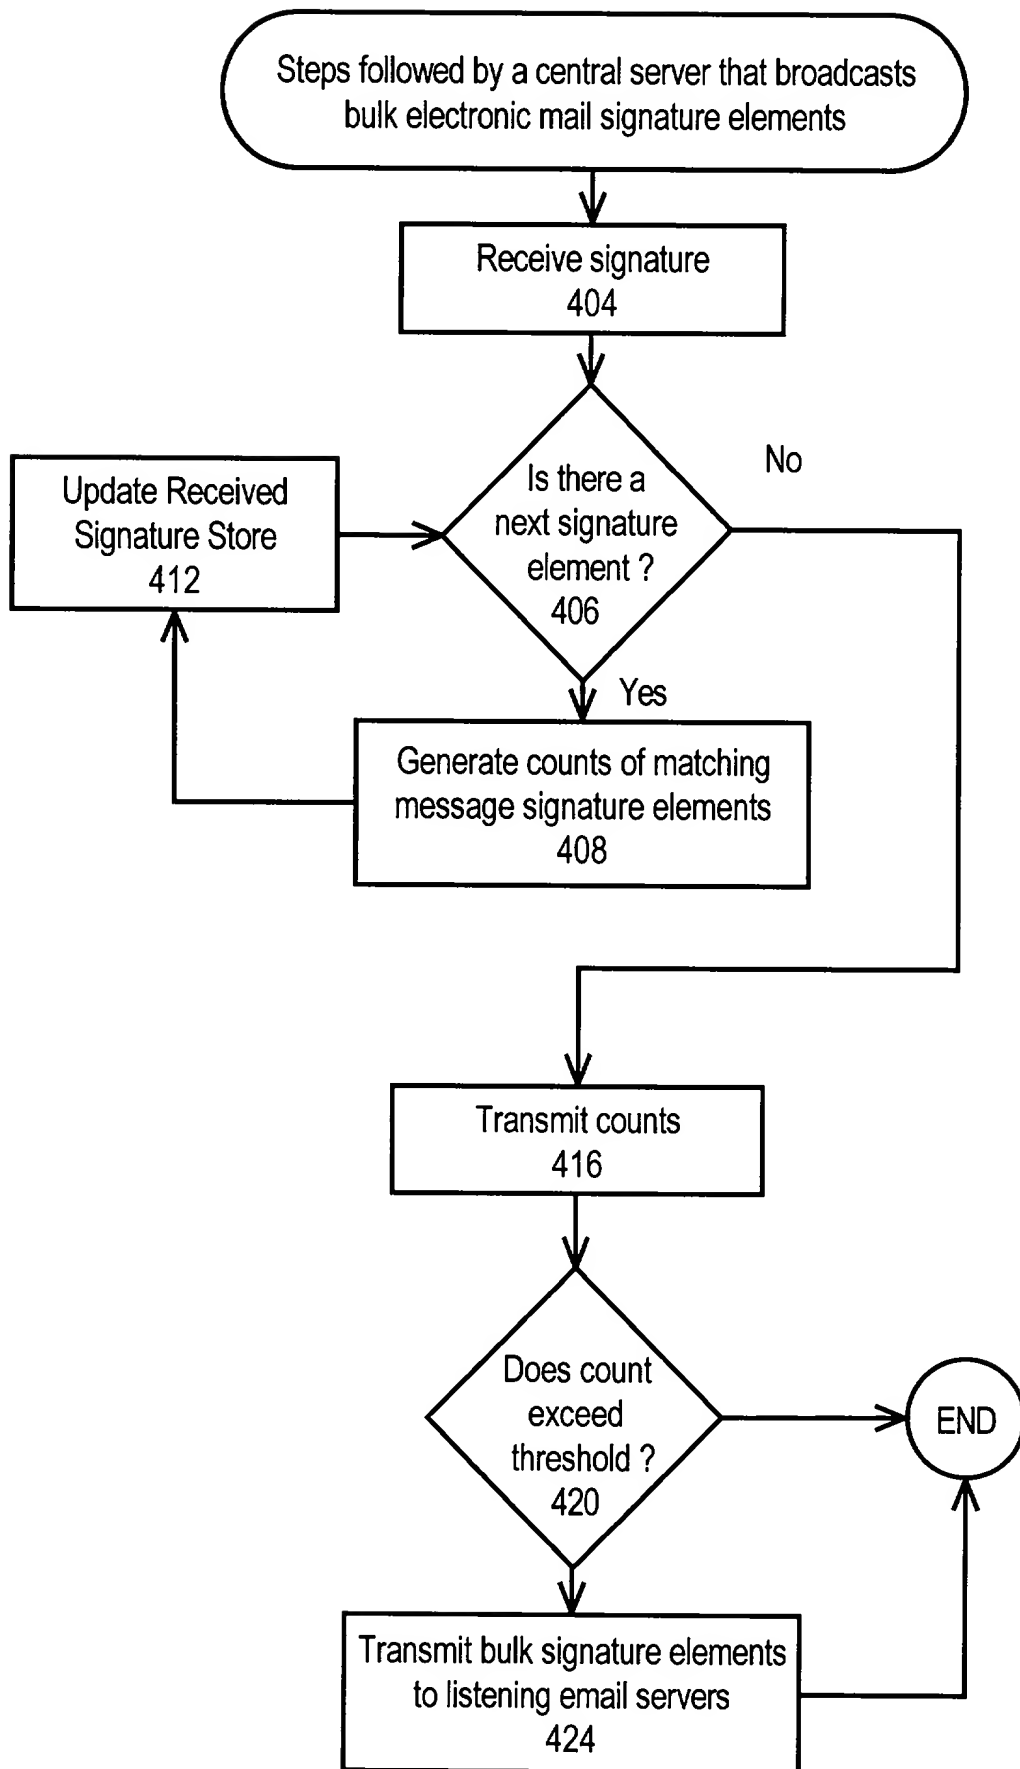 Steps followed by a central server that broadcasts
bulk electronic mail signature elements
Receive signature
404
No
Is there a
next signature
element ?
406
Update Received
Signature Store
412
Yes
Generate counts of matching
message signature elements
408
Transmit counts
416
Does count
exceed
threshold ?
420
END
Transmit bulk signature elements
to listening email servers
424